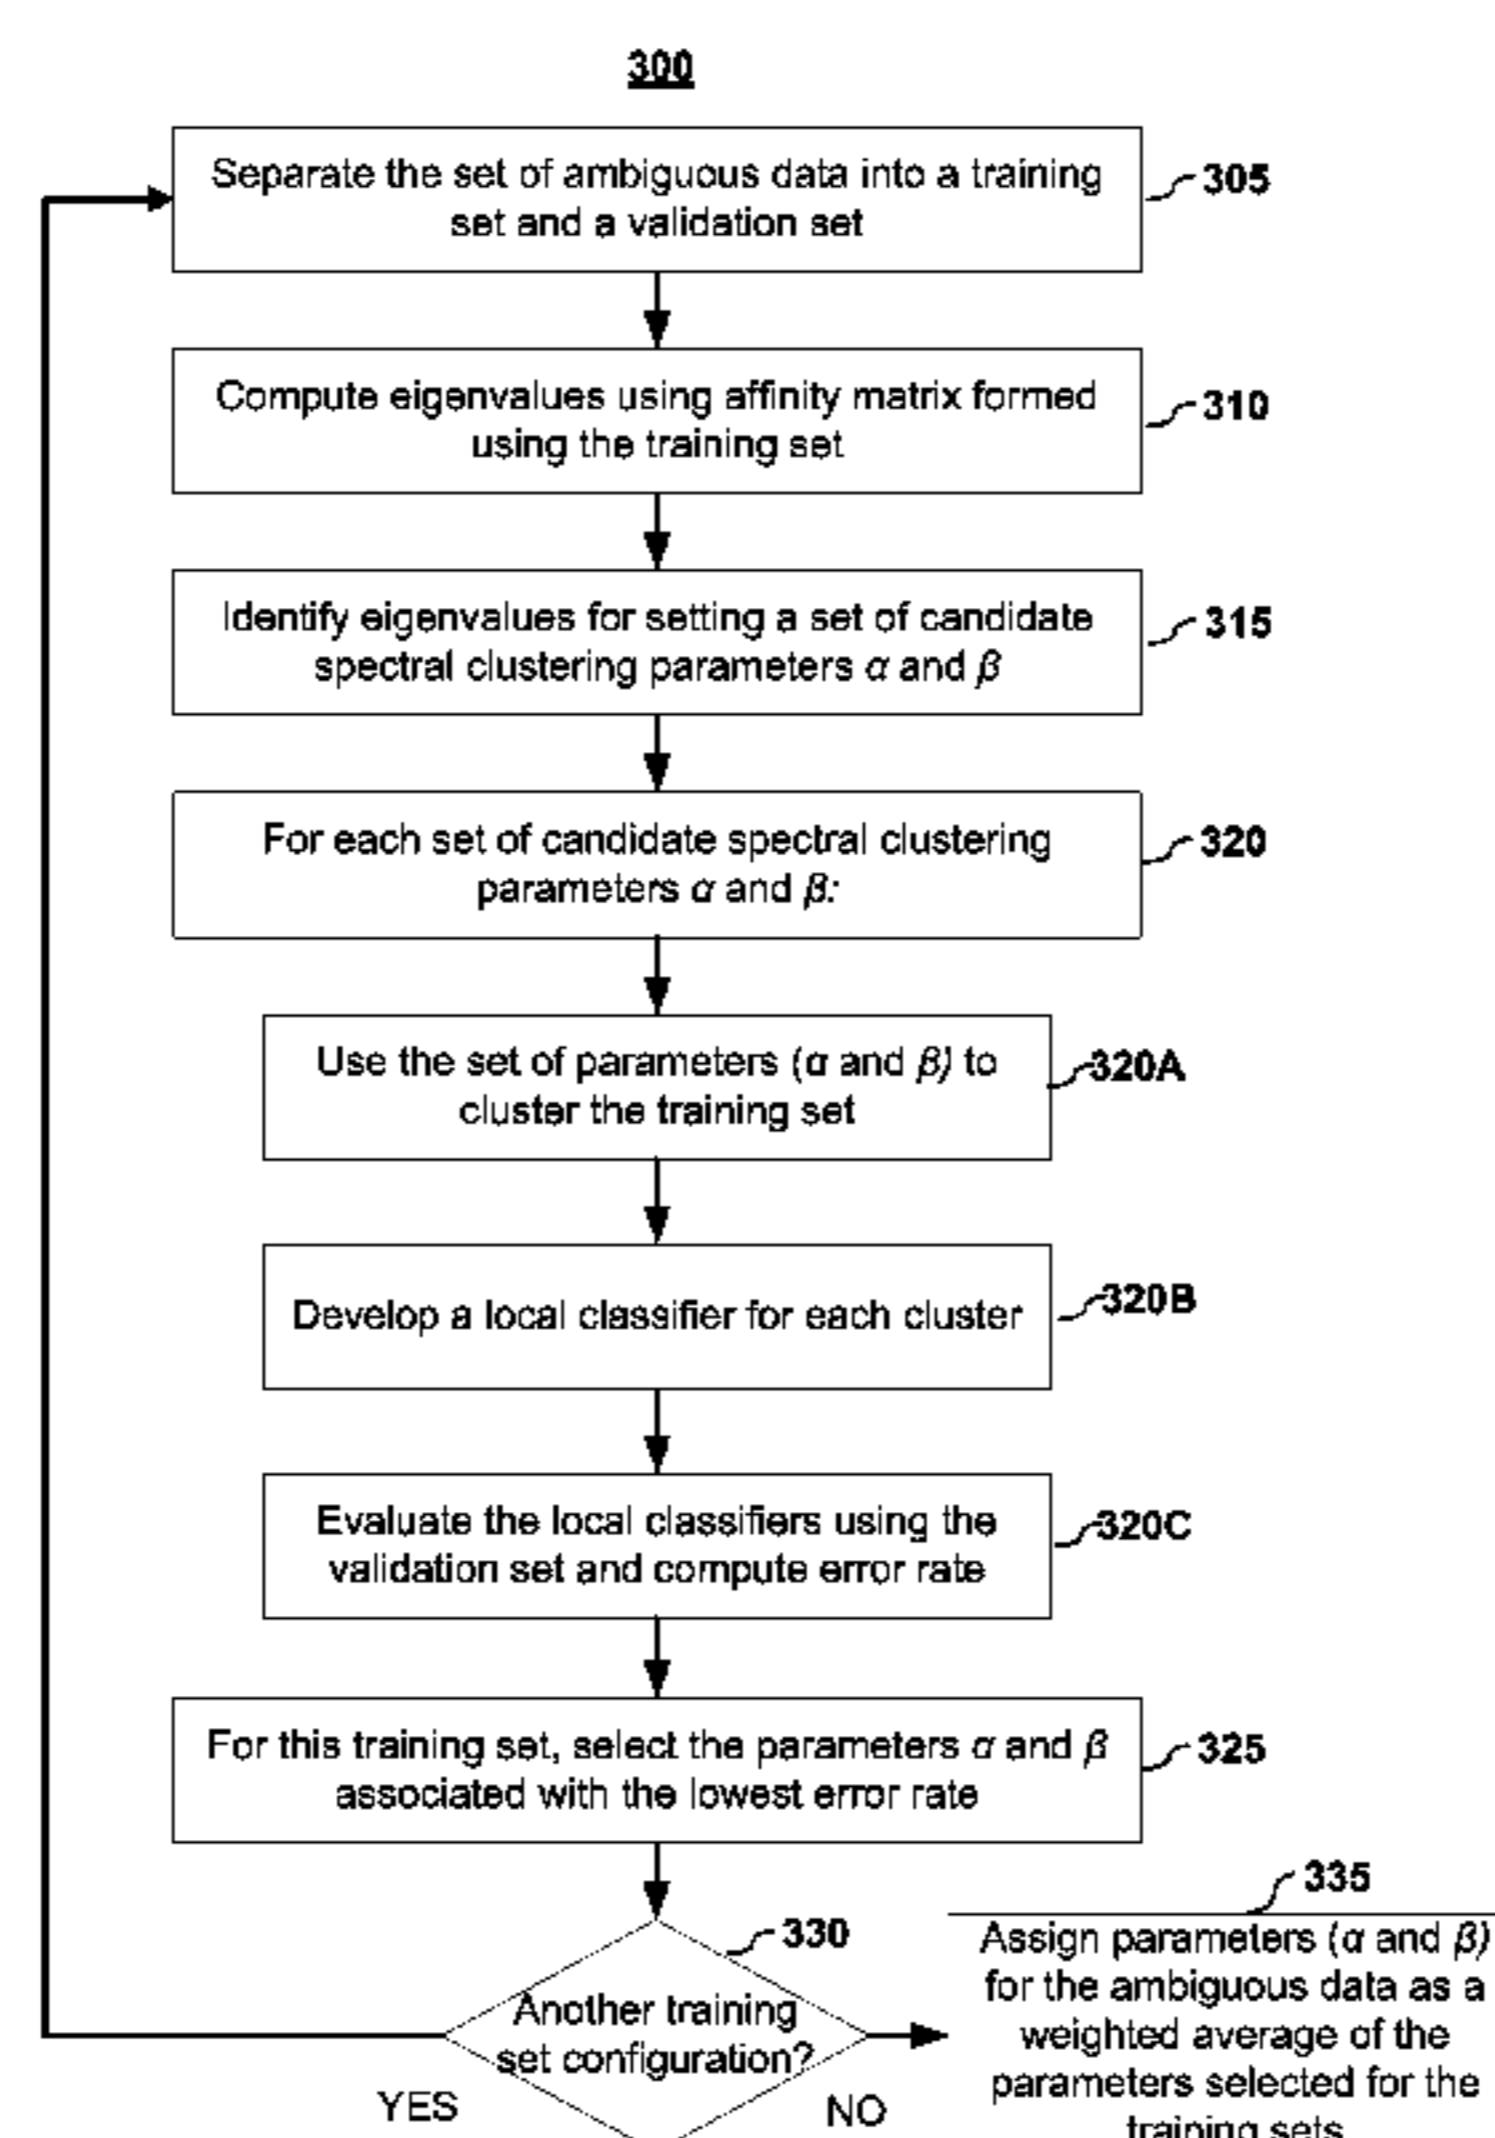 300
Separate the set of ambiguous data into a training
set and a validation set
305
Compute eigenvalues using affinity matrix formed
using the training set
310
Identify eigenvalues for setting a set of candidate
spectral clustering parameters α and β
315
For each set of candidate spectral clustering
parameters α and β:
320
Use the set of parameters (α and β) to
cluster the training set
320A
Develop a local classifier for each cluster
320B
Evaluate the local classifiers using the
validation set and compute error rate
320C
For this training set, select the parameters α and β
associated with the lowest error rate
325
330
Another training
set configuration?
YES
NO
335
Assign parameters (α and β)
for the ambiguous data as a
weighted average of the
parameters selected for the
training sets